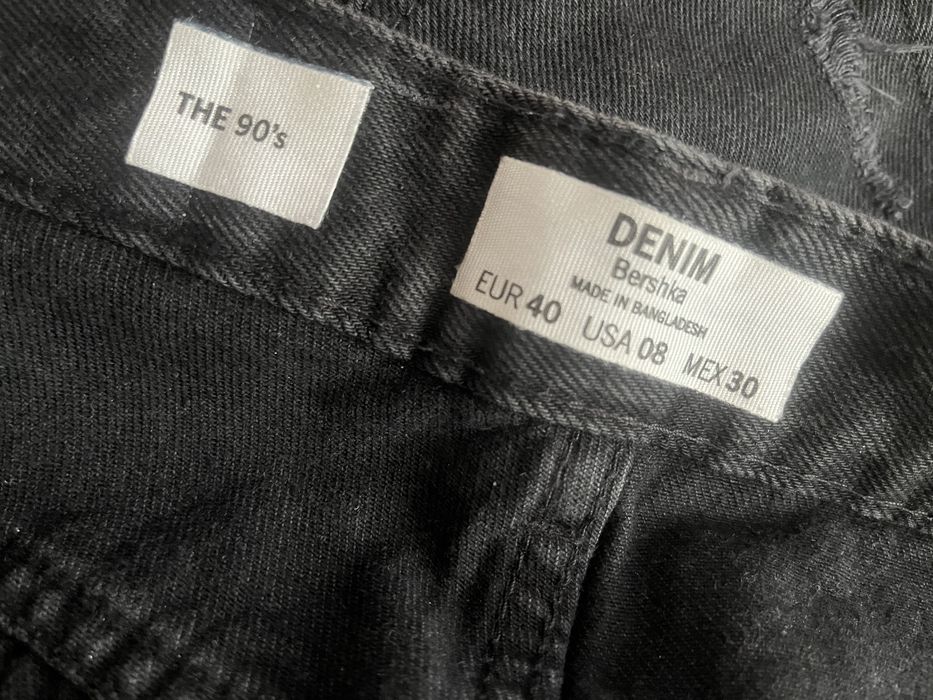 THE 90's
DENIM
Bershka
MADE IN BANGLADESH
EUR 40 USA 08 MEX 30